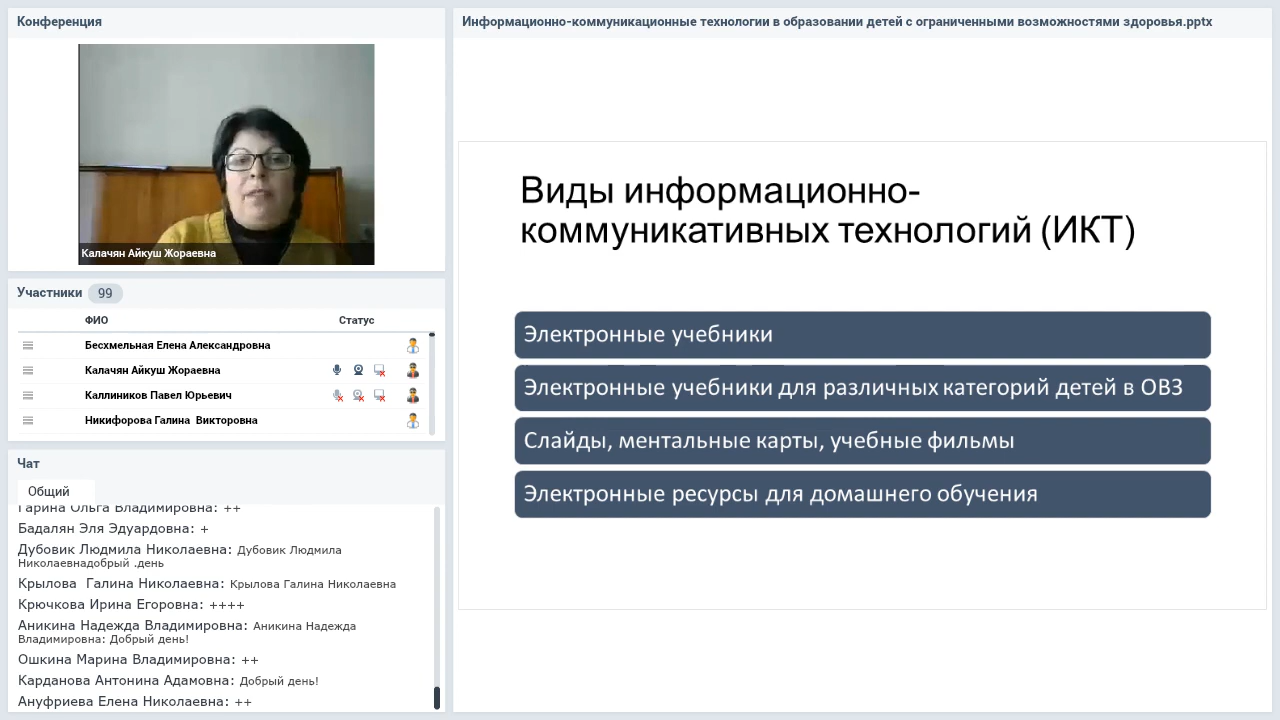 Конференция
Калачян Айкуш Жораевна
Участники 99
ФИО Статус
Бесхмельная Елена Александровна
Калачян Айкуш Жораевна
Каллиников Павел Юрьевич
Никифорова Галина Викторовна
Чат
Общий
Гарина Ольга Владимировна: ++
Бадалян Эля Эдуардовна: +
Дубовик Людмила Николаевна: Дубовик Людмила
Николаевнадобрый .день
Крылова Галина Николаевна: Крылова Галина Николаевна
Крючкова Ирина Егоровна: ++++
Аникина Надежда Владимировна: Аникина Надежда
Владимировна: Добрый день!
Ошкина Марина Владимировна: ++
Карданова Антонина Адамовна: Добрый день!
Ануфриева Елена Николаевна: ++
Информационно-коммуникационные технологии в образовании детей с ограниченными возможностями здоровья.pptx
Виды информационно-
коммуникативных технологий (ИКТ)
Электронные учебники
Электронные учебники для различных категорий детей в ОВЗ
Слайды, ментальные карты, учебные фильмы
Электронные ресурсы для домашнего обучения